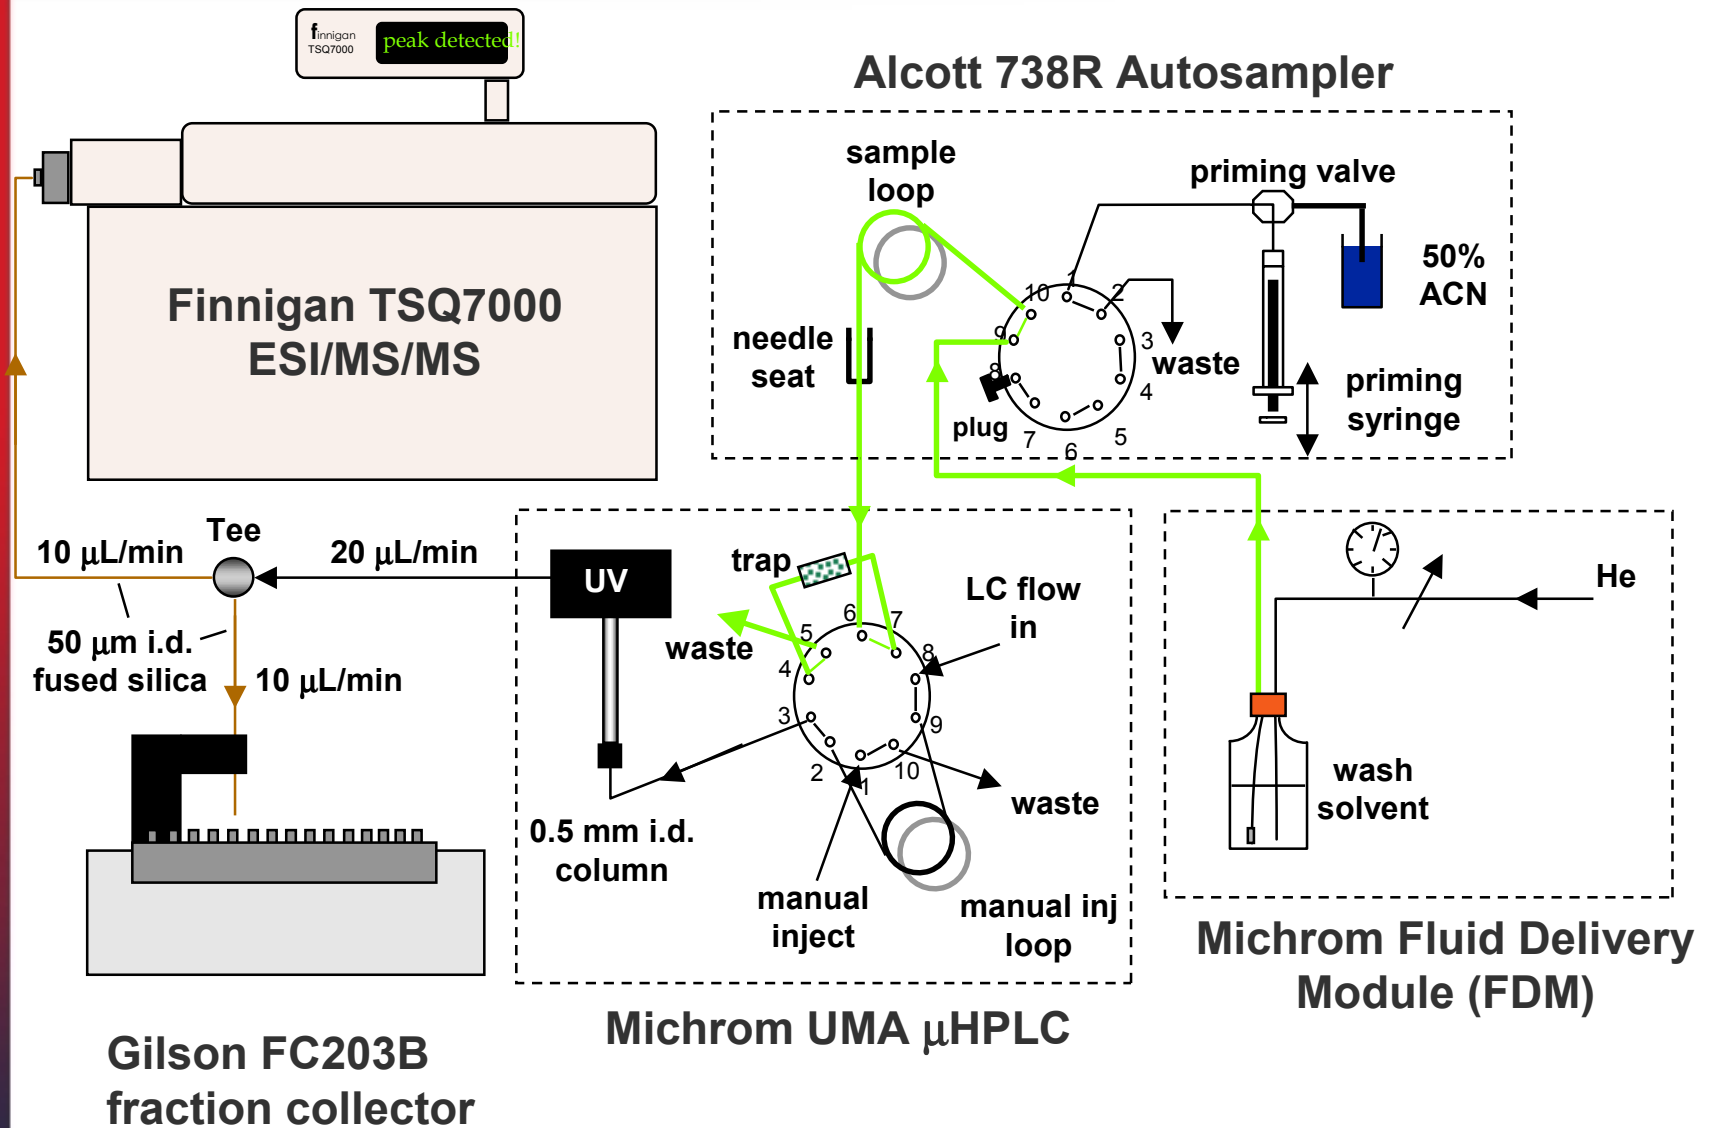 finnigan
TSQ7000
peak detected!
Alcott 738R Autosampler
sample
loop
priming valve
50%
ACN
needle
seat
1
2
3
4
5
6
7
8
9
10
waste
plug
priming
syringe
Finnigan TSQ7000
ESI/MS/MS
Tee
10 μL/min
20 μL/min
50 μm i.d.
fused silica
10 μL/min
UV
trap
waste
LC flow
in
1
2
3
4
5
6
7
8
9
10
waste
0.5 mm i.d.
column
manual
inject
manual inj
loop
He
wash
solvent
Michrom Fluid Delivery
Module (FDM)
Michrom UMA μHPLC
Gilson FC203B
fraction collector